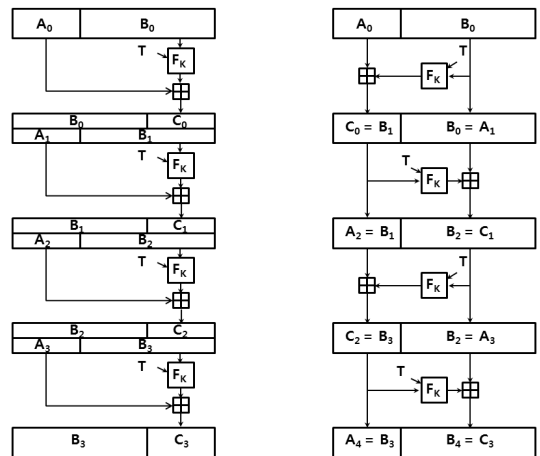 A0 B0
T
FK
B0 C0
A1 B1
T
FK
B1 C1
A2 B2
T
FK
B2 C2
A3 B3
T
FK
B3 C3
A0 B0
T
FK
C0 = B1 B0 = A1
T
FK
A2 = B1 B2 = C1
T
FK
C2 = B3 B2 = A3
T
FK
A4 = B3 B4 = C3